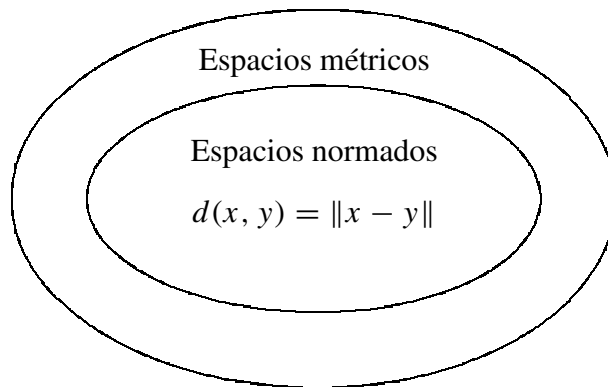 Espacios métricos
Espacios normados
d(x, y) = ‖x − y‖